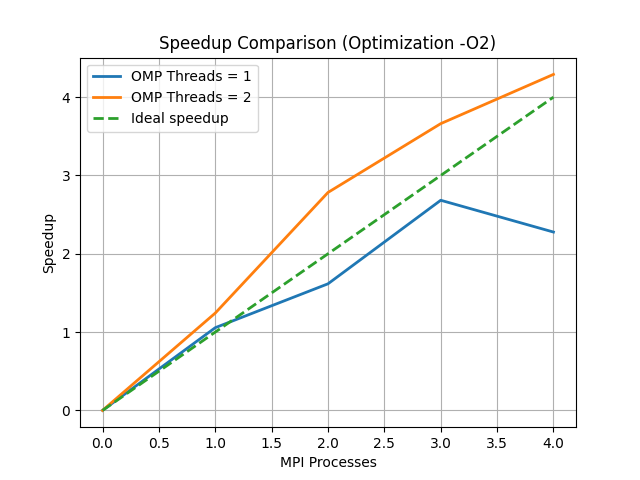 Speedup Comparison (Optimization -O2)
OMP Threads = 1
OMP Threads = 2
Ideal speedup
4
3
2
1
0
Speedup
0.0 0.5 1.0 1.5 2.0 2.5 3.0 3.5 4.0
MPI Processes